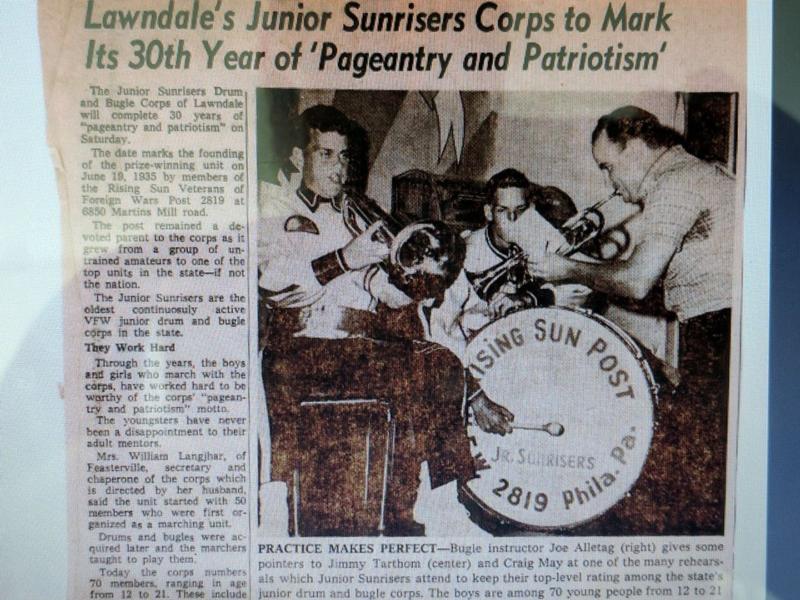 Lawndale's Junior Sunrisers Corps to Mark
Its 30th Year of 'Pageantry and Patriotism'
The Junior Sunrisers Drum
and Bugle Corps of Lawndale
will complete 30 years of
"pageantry and patriotism" on
Saturday.
The date marks the founding
of the prize-winning unit on
June 19, 1935 by members of
the Rising Sun Veterans of
Foreign Wars Post 2819 at
6850 Martins Mill road.
The post remained a de-
voted parent to the corps as it
grew from a group of un-
trained amateurs to one of the
top units in the state—if not
the nation.
The Junior Sunrisers are the
oldest continuosuly active
VFW junior drum and bugle
corps in the state.
They Work Hard
Through the years, the boys
and girls who march with the
corps, have worked hard to be
worthy of the corps' "pagean-
try and patriotism" motto.
The youngsters have never
been a disappointment to their
adult mentors.
Mrs. William Langjhar, of
Feasterville, secretary and
chaperone of the corps which
is directed by her husband,
said the unit started with 50
members who were first or-
ganized as a marching unit.
Drums and bugles were ac-
quired later and the marchers
taught to play them.
Today the corps numbers
70 members, ranging in age
from 12 to 21. These include
ISING SUN POST
JR. SUNRISERS
W 2819 Phila. Pa.
PRACTICE MAKES PERFECT—Bugle instructor Joe Alletag (right) gives some
pointers to Jimmy Tarthom (center) and Craig May at one of the many rehears-
als which Junior Sunrisers attend to keep their top-level rating among the state's
junior drum and bugle corps. The boys are among 70 young people from 12 to 21